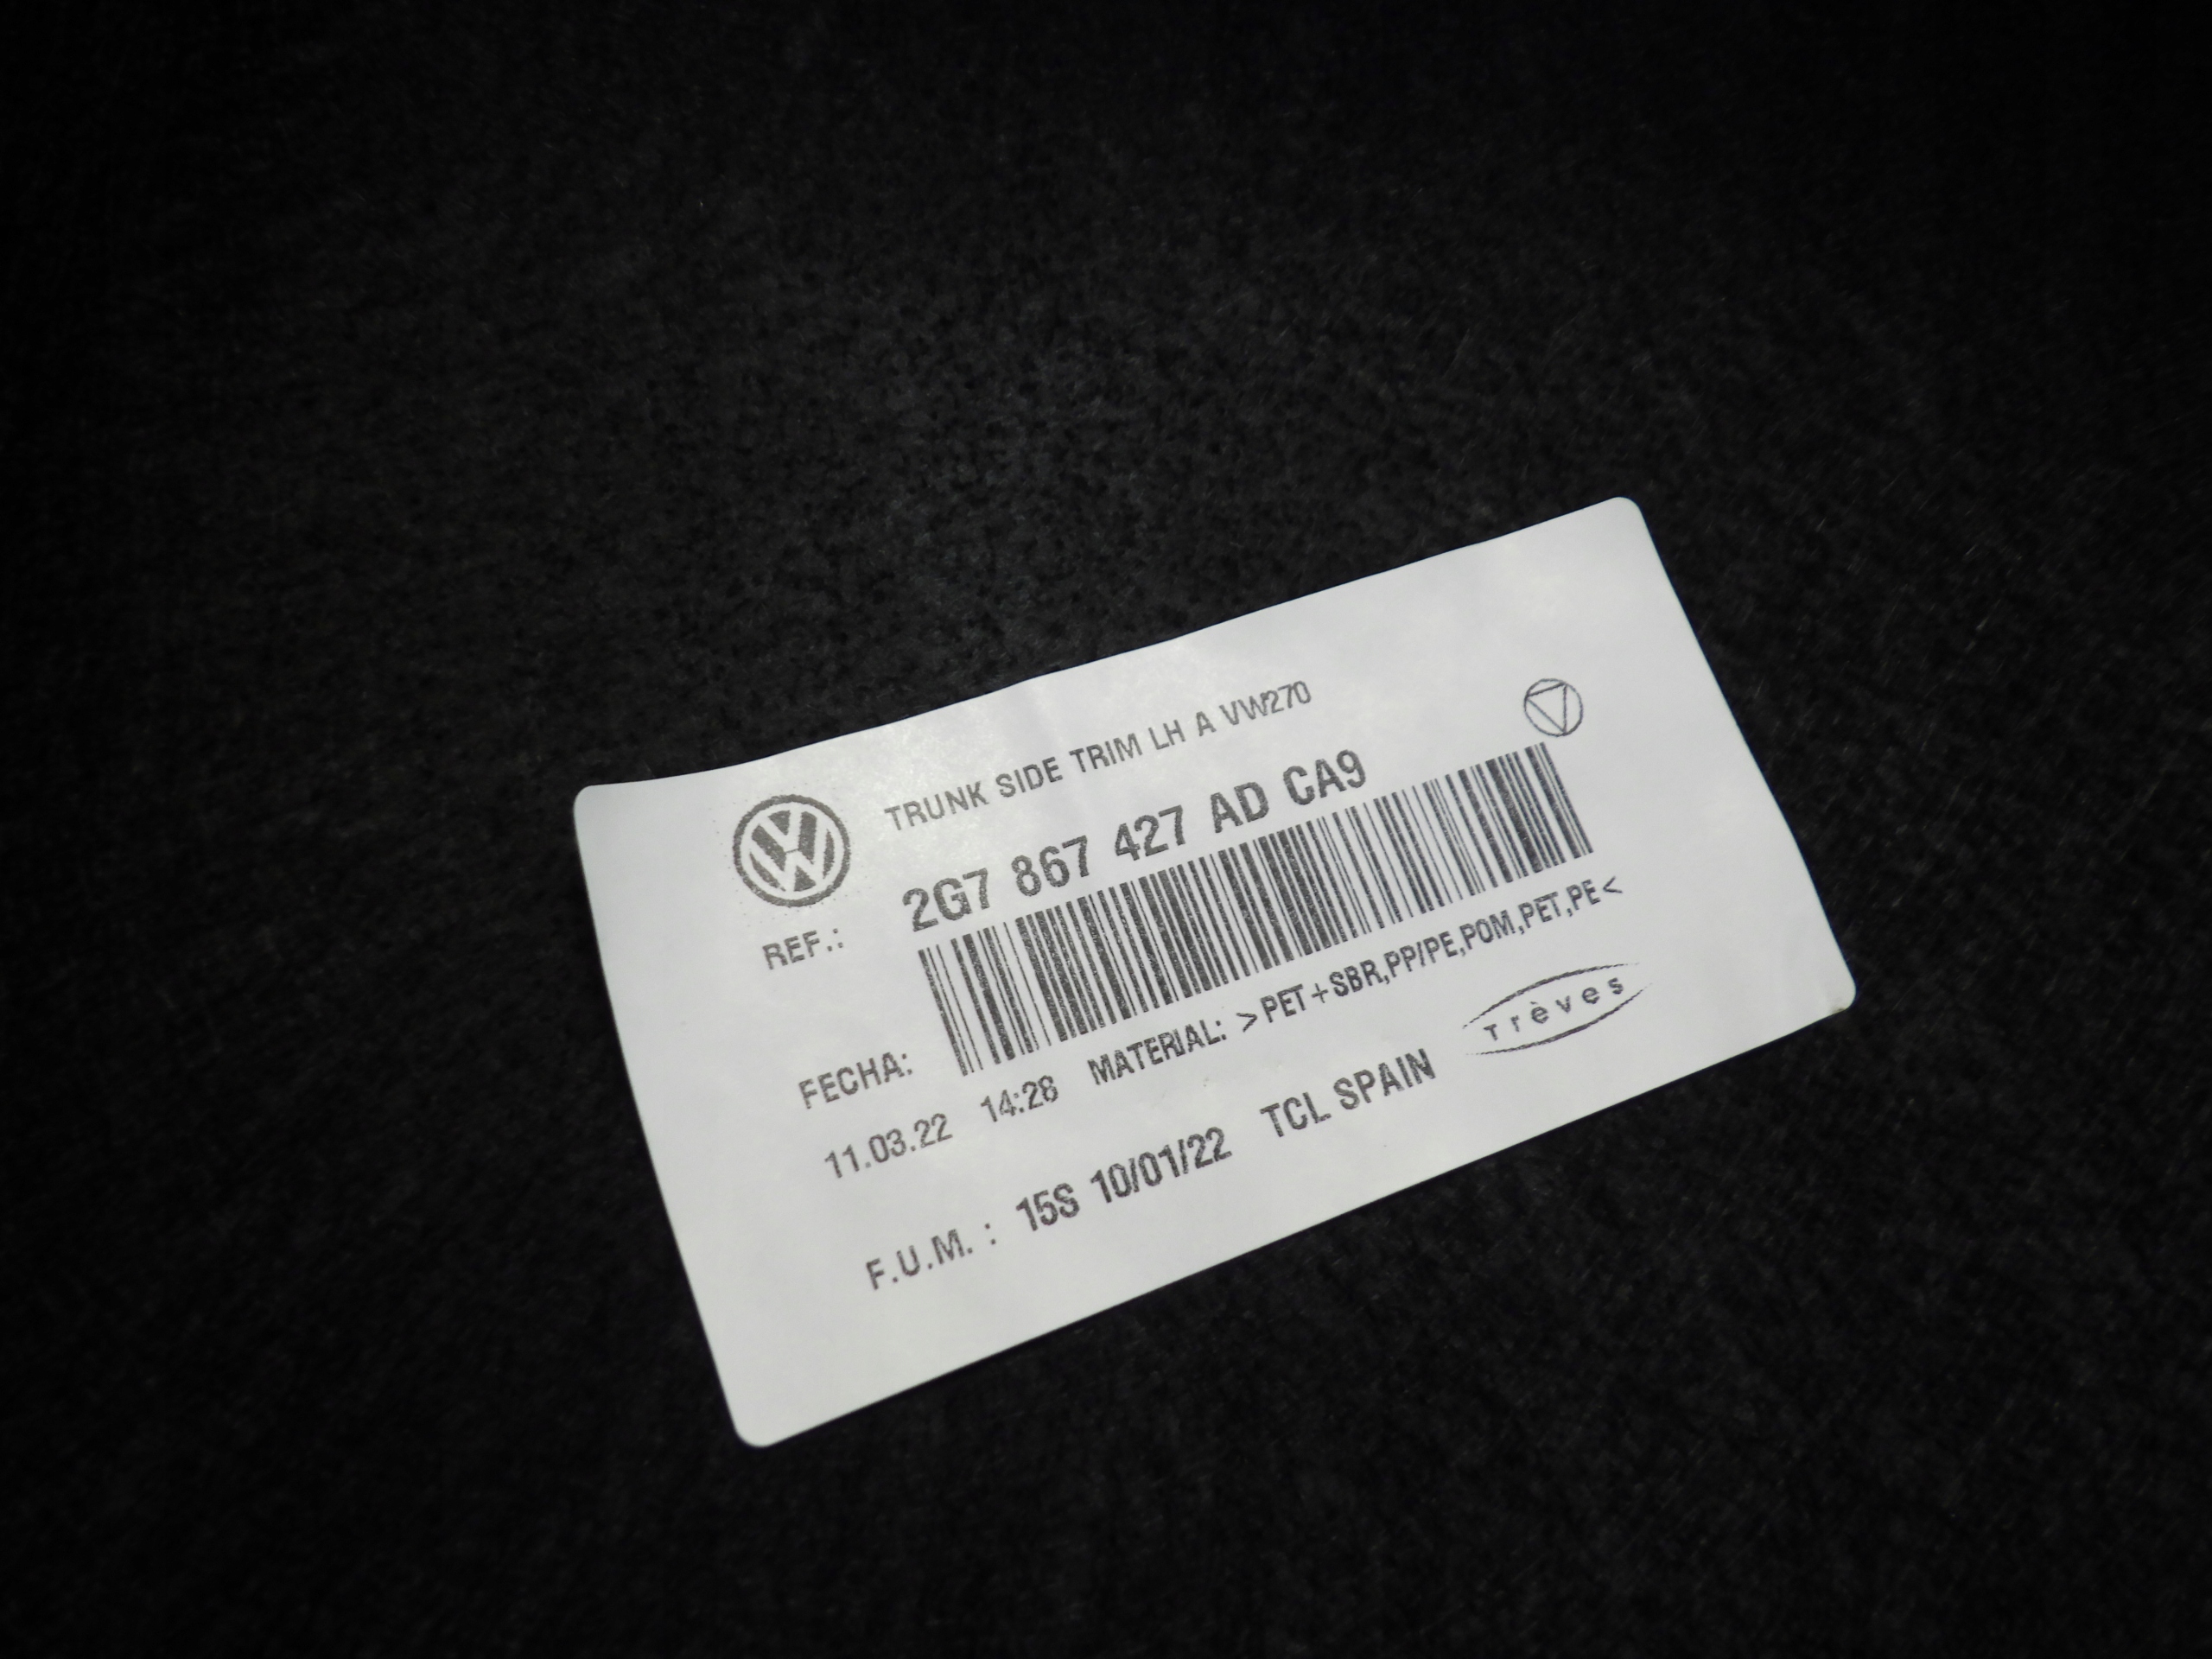 TRUNK SIDE TRIM LH A VW270
REF.: 2G7 867 427 AD CA9
FECHA:
11.03.22 14:28 MATERIAL: >PET+SBR,PP/PE,POM,PET,PE<
F.U.M. : 15S 10/01/22 TCL SPAIN Trèves